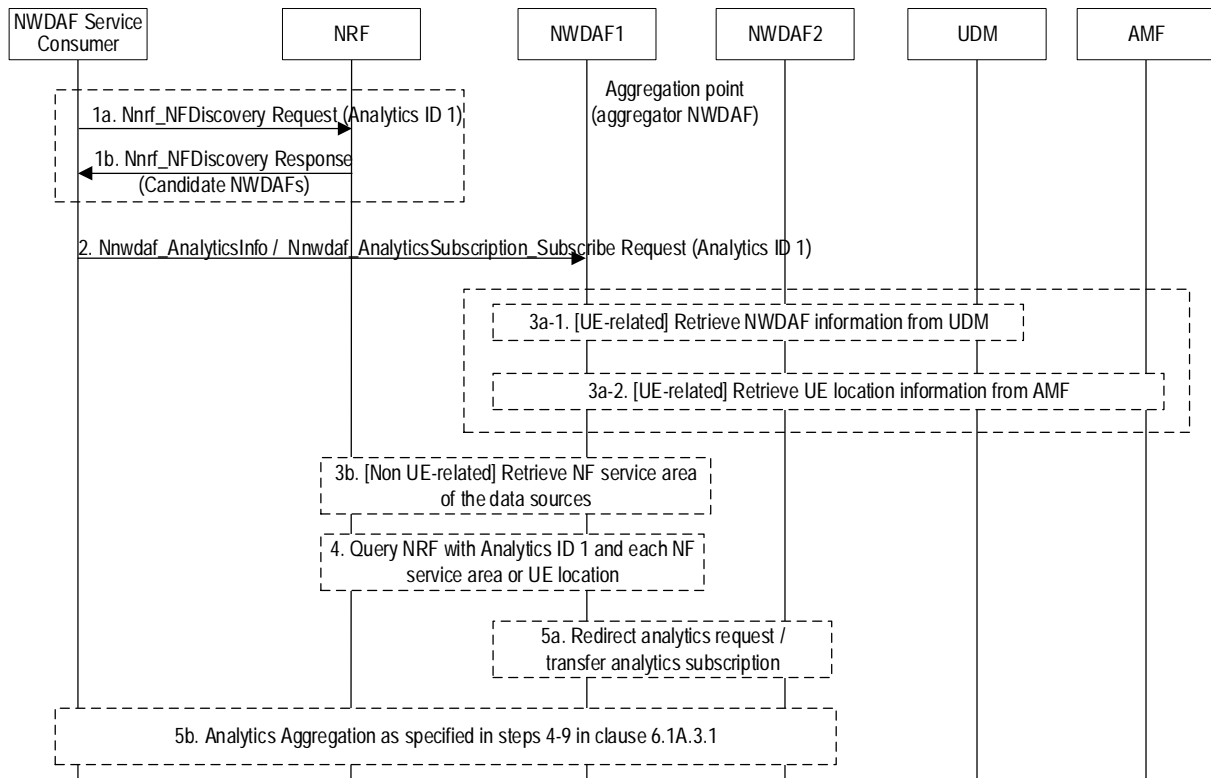 NWDAF Service
Consumer
NRF
NWDAF1
NWDAF2
UDM
AMF
Aggregation point
(aggregator NWDAF)
1a. Nnrf_NFDiscovery Request (Analytics ID 1)
1b. Nnrf_NFDiscovery Response
(Candidate NWDAFs)
2. Nnwdaf_AnalyticsInfo / Nnwdaf_AnalyticsSubscription_Subscribe Request (Analytics ID 1)
3a-1. [UE-related] Retrieve NWDAF information from UDM
3a-2. [UE-related] Retrieve UE location information from AMF
3b. [Non UE-related] Retrieve NF service area
of the data sources
4. Query NRF with Analytics ID 1 and each NF
service area or UE location
5a. Redirect analytics request /
transfer analytics subscription
5b. Analytics Aggregation as specified in steps 4-9 in clause 6.1A.3.1